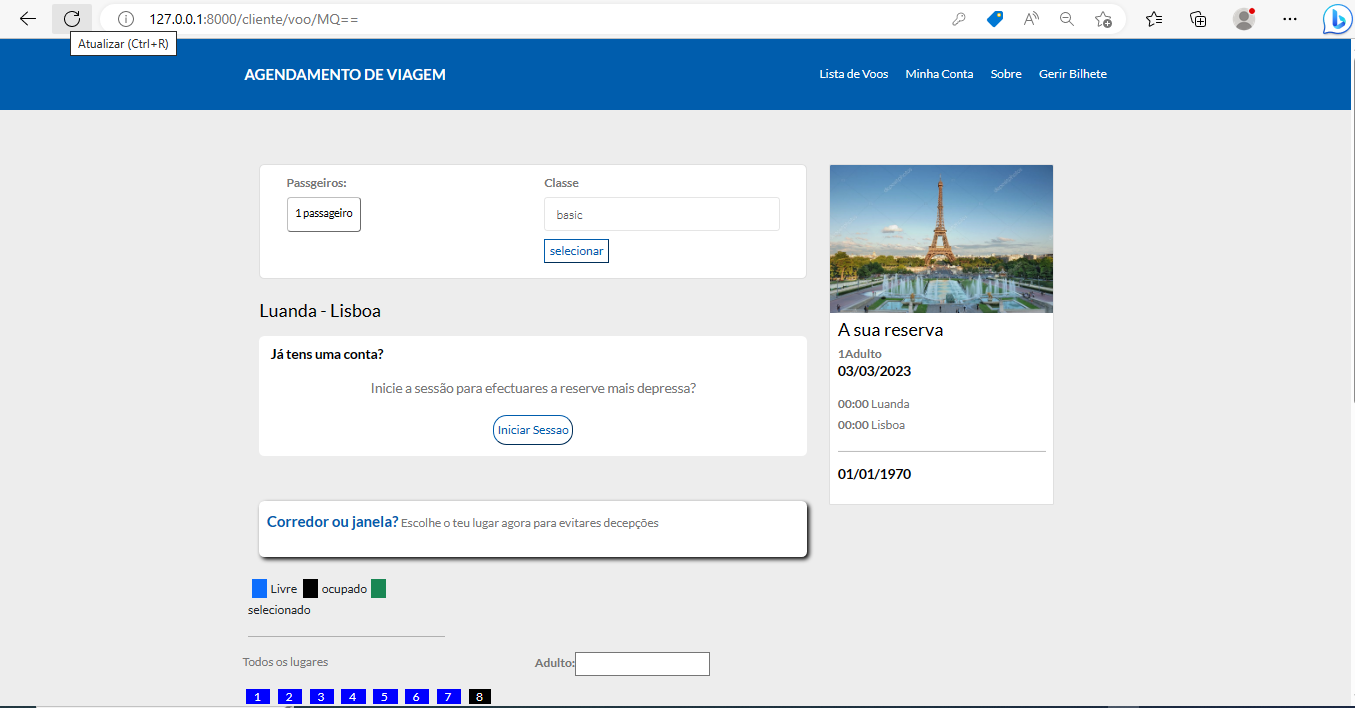 127.0.0.1:8000/cliente/voo/MQ==
Atualizar (Ctrl+R)
AGENDAMENTO DE VIAGEM
Lista de Voos Minha Conta Sobre Gerir Bilhete
Passgeiros:
1 passageiro
Classe
basic
selecionar
Luanda - Lisboa
Já tens uma conta?
Inicie a sessão para efectuares a reserve mais depressa?
Iniciar Sessao
Corredor ou janela? Escolhe o teu lugar agora para evitares decepções
Livre ocupado
selecionado
Todos os lugares
Adulto:
1 2 3 4 5 6 7 8
A sua reserva
1Adulto
03/03/2023
00:00 Luanda
00:00 Lisboa
01/01/1970